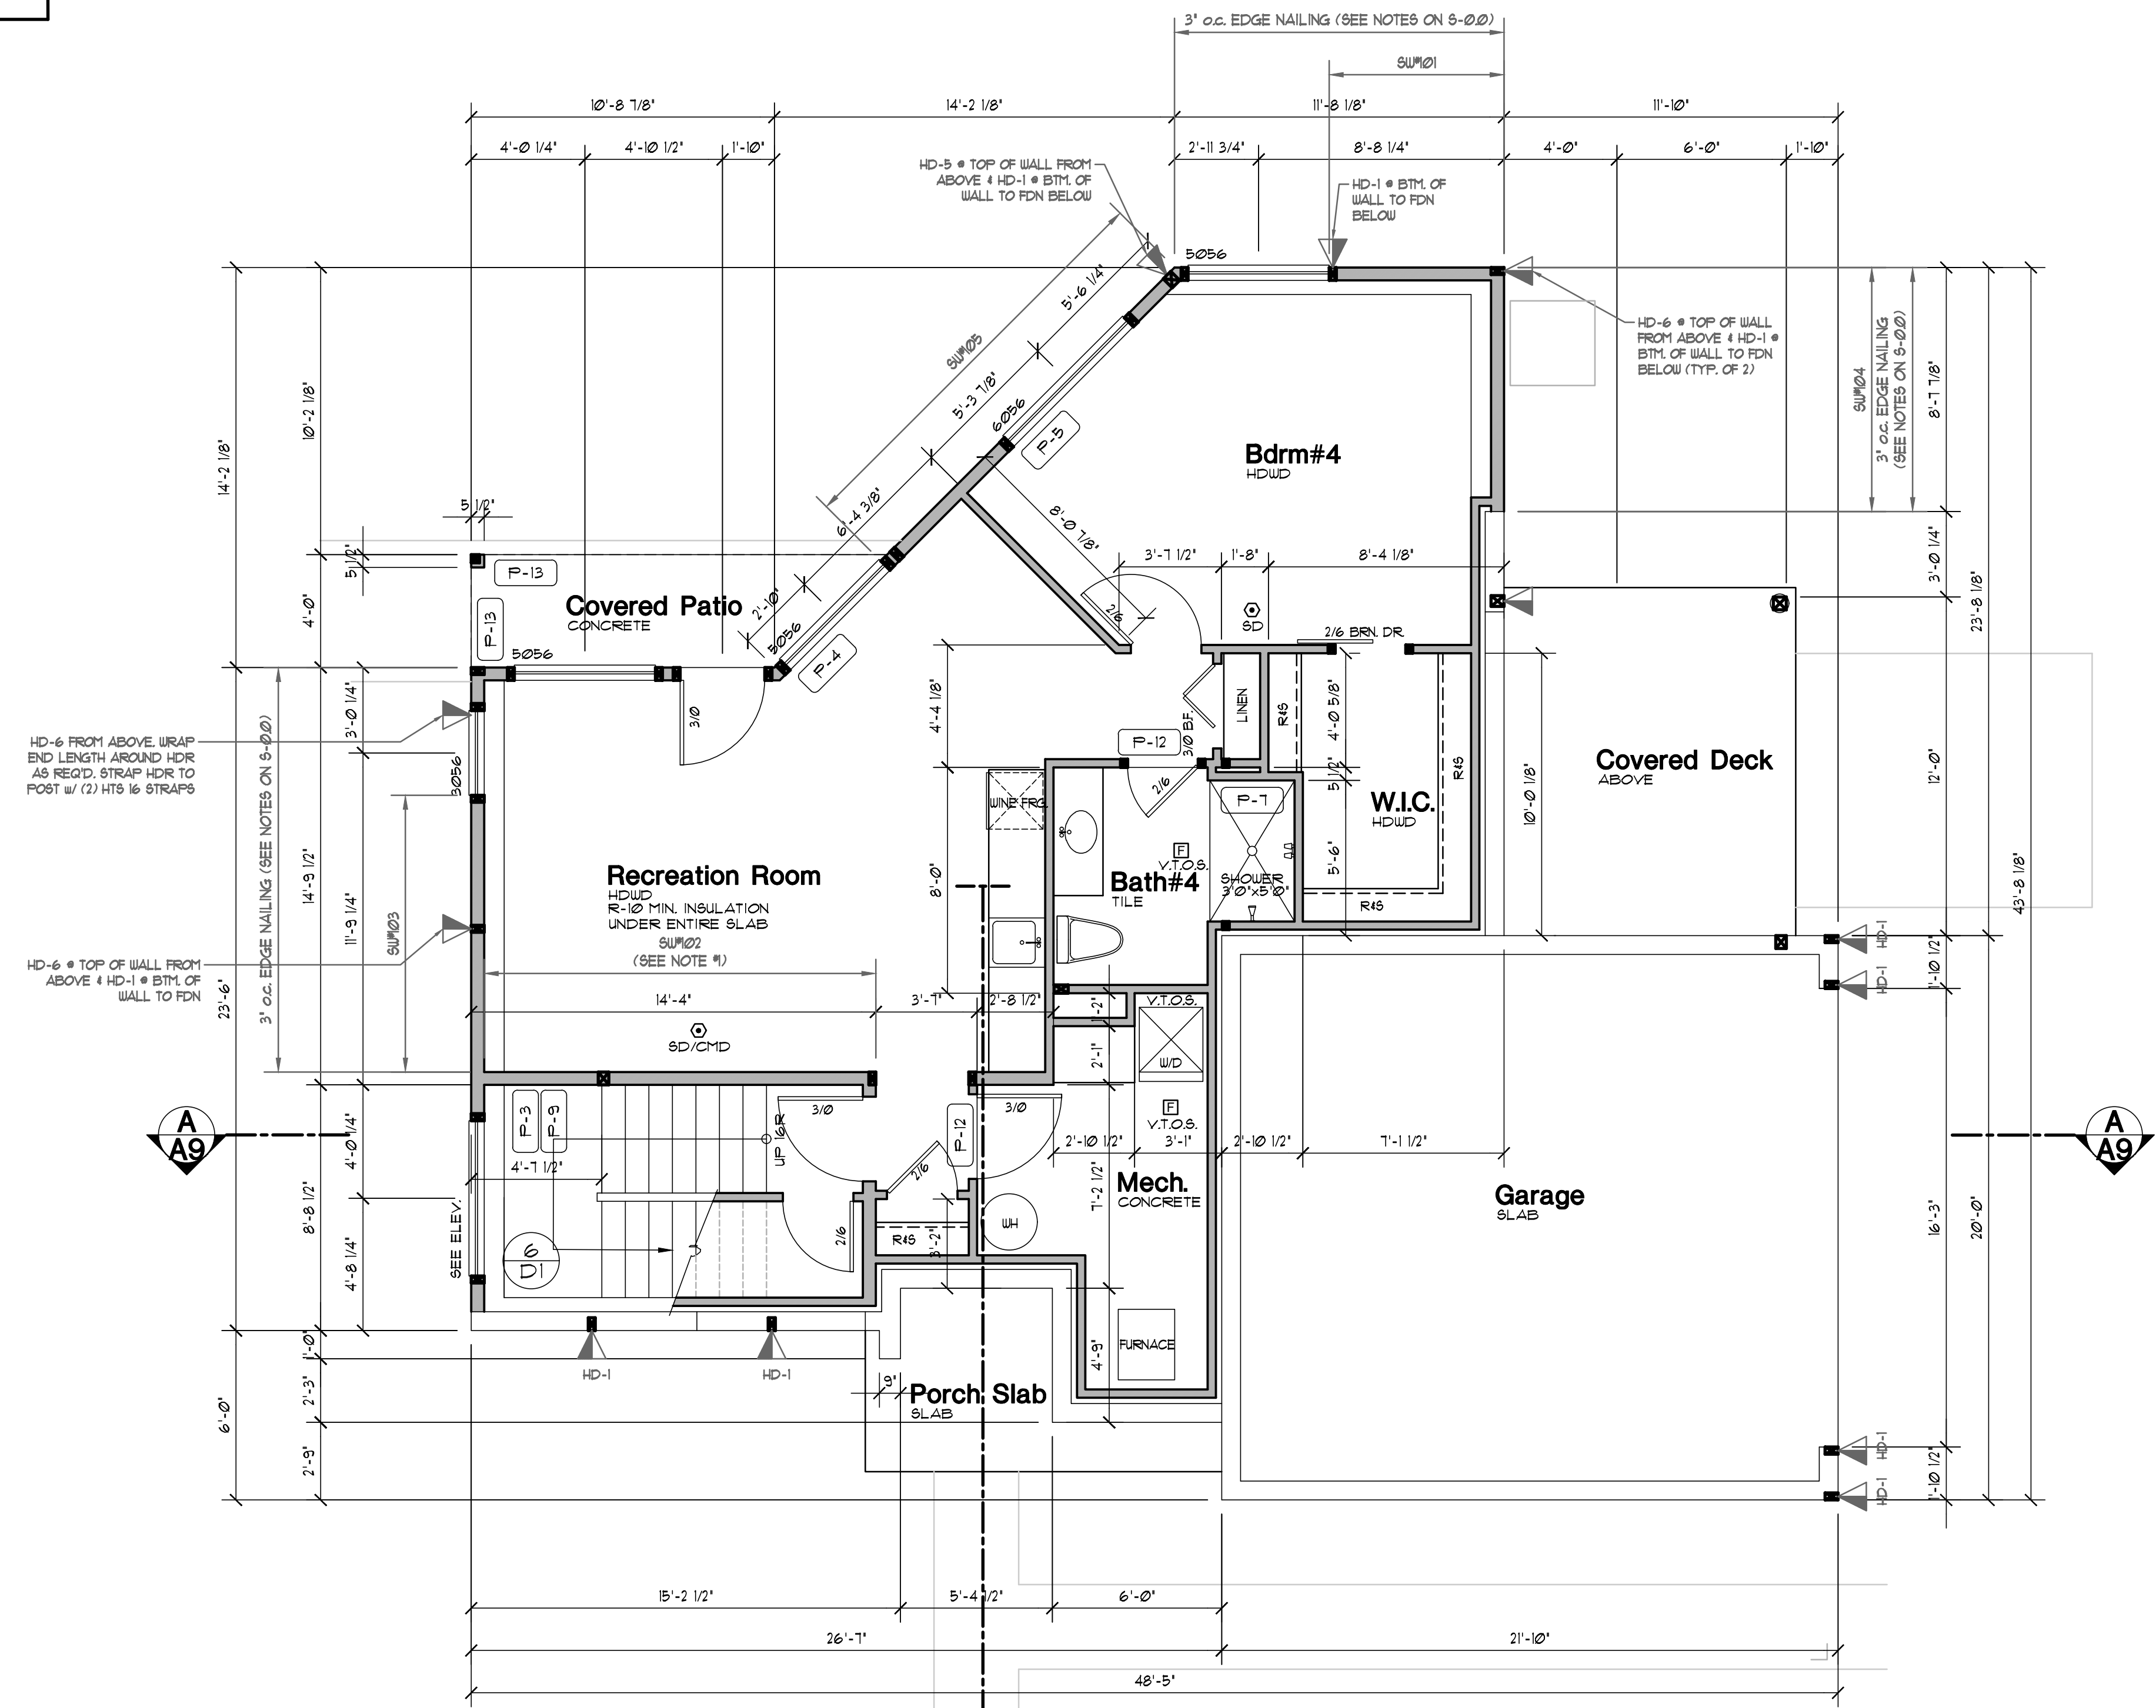 3" o.c. EDGE NAILING (SEE NOTES ON S-0.0)
SW#101
10'-8 7/8"
14'-2 1/8"
11'-8 1/8"
11'-10"
4'-0 1/4"
4'-10 1/2"
1'-10"
2'-11 3/4"
8'-8 1/4"
4'-0"
6'-0"
1'-10"
HD-5 @ TOP OF WALL FROM
ABOVE & HD-1 @ BTM. OF
WALL TO FDN BELOW
HD-1 @ BTM. OF
WALL TO FDN
BELOW
5056
HD-6 @ TOP OF WALL
FROM ABOVE & HD-1 @
BTM. OF WALL TO FDN
BELOW (TYP. OF 2)
SW#104
3" o.c. EDGE NAILING
(SEE NOTES ON S-0.0)
8'-7 7/8"
3'-0 1/4"
23'-8 1/8"
43'-8 1/8"
12'-0"
10'-0 1/8"
SW#105
5'-6 1/4"
5'-3 7/8"
6'-4 3/8"
2'-10"
6056
P-5
5056
P-4
8'-0 7/8"
Bdrm#4
HDWD
10'-2 1/8"
14'-2 1/8"
5 1/2"
5 1/2"
4'-0"
P-13
P-13
Covered Patio
CONCRETE
5056
3/0
3'-7 1/2"
1'-8"
8'-4 1/8"
2/6
SD
2/6 BRN. DR.
LINEN
3/0 BF.
R&S
R&S
R&S
4'-0 5/8"
5 1/2"
5'-6"
4'-4 1/8"
P-12
2/6
P-7
W.I.C.
HDWD
Covered Deck
ABOVE
HD-6 FROM ABOVE. WRAP
END LENGTH AROUND HDR
AS REQ'D. STRAP HDR TO
POST w/ (2) HTS 16 STRAPS
3" o.c. EDGE NAILING (SEE NOTES ON S-0.0)
3'-0 1/4"
3056
14'-9 1/2"
11'-9 1/4"
SW#103
23'-6"
HD-6 @ TOP OF WALL FROM
ABOVE & HD-1 @ BTM. OF
WALL TO FDN
WINE FRG.
Recreation Room
HDWD
R-10 MIN. INSULATION
UNDER ENTIRE SLAB
SW#102
(SEE NOTE #1)
8'-0"
F
V.T.O.S.
Bath#4
TILE
SHOWER
3'0"x5'0"
14'-4"
3'-7"
2'-8 1/2"
SD/CMD
1'-2"
2'-1"
V.T.O.S.
W/D
F
V.T.O.S.
HD-1
HD-1
1'-10 1/2"
A
A9
A
A9
P-3
P-9
UP 16R
3/0
P-12
3/0
2/6
2/6
4'-7 1/2"
4'-0 1/4"
8'-8 1/2"
4'-8 1/4"
SEE ELEV.
6
D1
R&S
3'-2"
WH
2'-10 1/2"
3'-1"
2'-10 1/2"
7'-1 1/2"
7'-2 1/2"
Mech.
CONCRETE
Garage
SLAB
16'-3"
20'-0"
FURNACE
4'-9"
HD-1
HD-1
1'-0"
2'-3"
6'-0"
2'-9"
9"
Porch Slab
SLAB
HD-1
HD-1
1'-10 1/2"
15'-2 1/2"
5'-4 1/2"
6'-0"
26'-7"
21'-10"
48'-5"